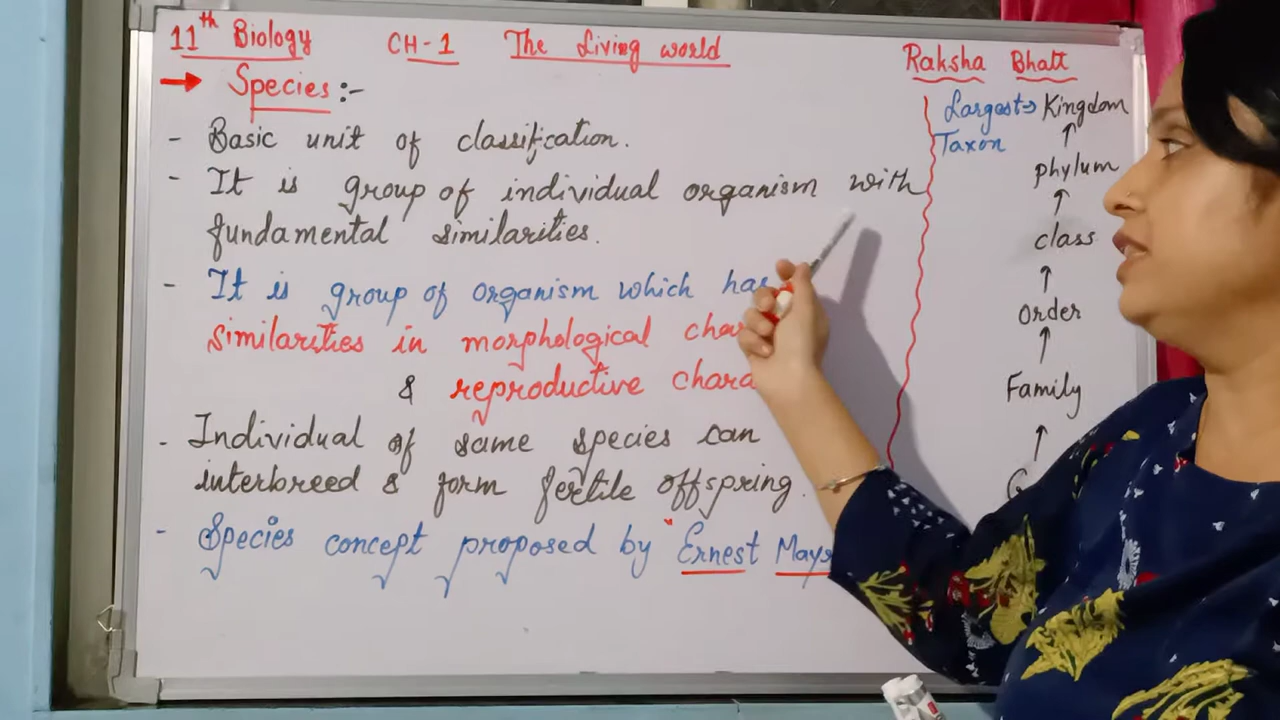 11th Biology CH-1 The Living world
Raksha Bhatt
→ Species :-
- Basic unit of classification.
- It is group of individual organism with
fundamental similarities.
- It is group of organism which has
similarities in morphological
& reproductive
- Individual of same species can
interbreed & form fertile offspring.
- Species concept proposed by "Ernest Mayr
Largest → Kingdom
Taxon
↑
phylum
↑
class
↑
order
↑
Family
↑